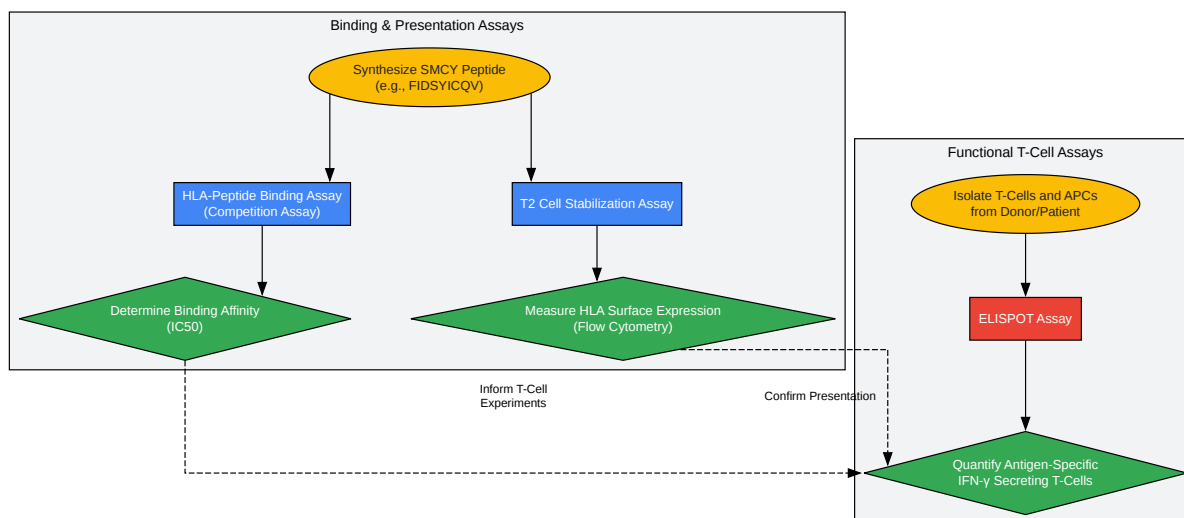 Binding & Presentation Assays
Synthesize SMCY Peptide
(e.g., FIDSYICQV)
Functional T-Cell Assays
HLA-Peptide Binding Assay
(Competition Assay)
T2 Cell Stabilization Assay
Isolate T-Cells and APCs
from Donor/Patient
Determine Binding Affinity
(IC50)
Measure HLA Surface Expression
(Flow Cytometry)
ELISPOT Assay
Inform T-Cell
Experiments
Confirm Presentation
Quantify Antigen-Specific
IFN-γ Secreting T-Cells